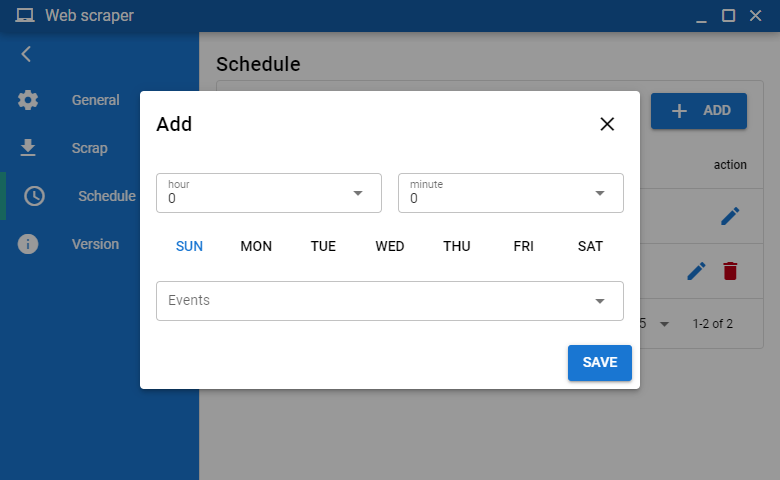 Web scraper
Schedule
General
Scrap
Schedule
Version
ADD
action
5
1-2 of 2
Add
hour
0
minute
0
SUN MON TUE WED THU FRI SAT
Events
SAVE